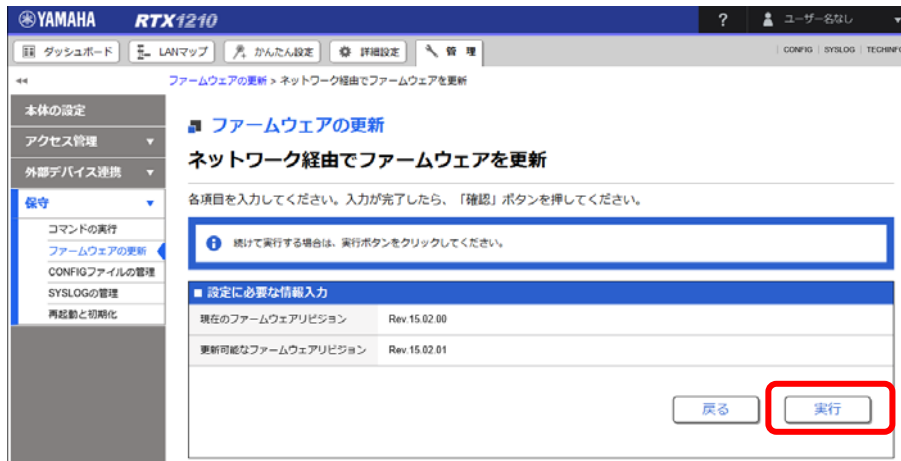 YAMAHA RTX1210 ? ユーザー名なし
ダッシュボード LANマップ かんたん設定 詳細設定 管理 CONFIG | SYSLOG |
ファームウェアの更新 > ネットワーク経由でファームウェアを更新
本体の設定
アクセス管理
外部デバイス連携
保守
コマンドの実行
ファームウェアの更新
CONFIGファイルの管理
SYSLOGの管理
再起動と初期化
ファームウェアの更新
ネットワーク経由でファームウェアを更新
各項目を入力してください。入力が完了したら、「確認」ボタンを押してください。
続けて実行する場合は、実行ボタンをクリックしてください。
■ 設定に必要な情報入力
現在のファームウェアリビジョン Rev.15.02.00
更新可能なファームウェアリビジョン Rev.15.02.01
戻る 実行